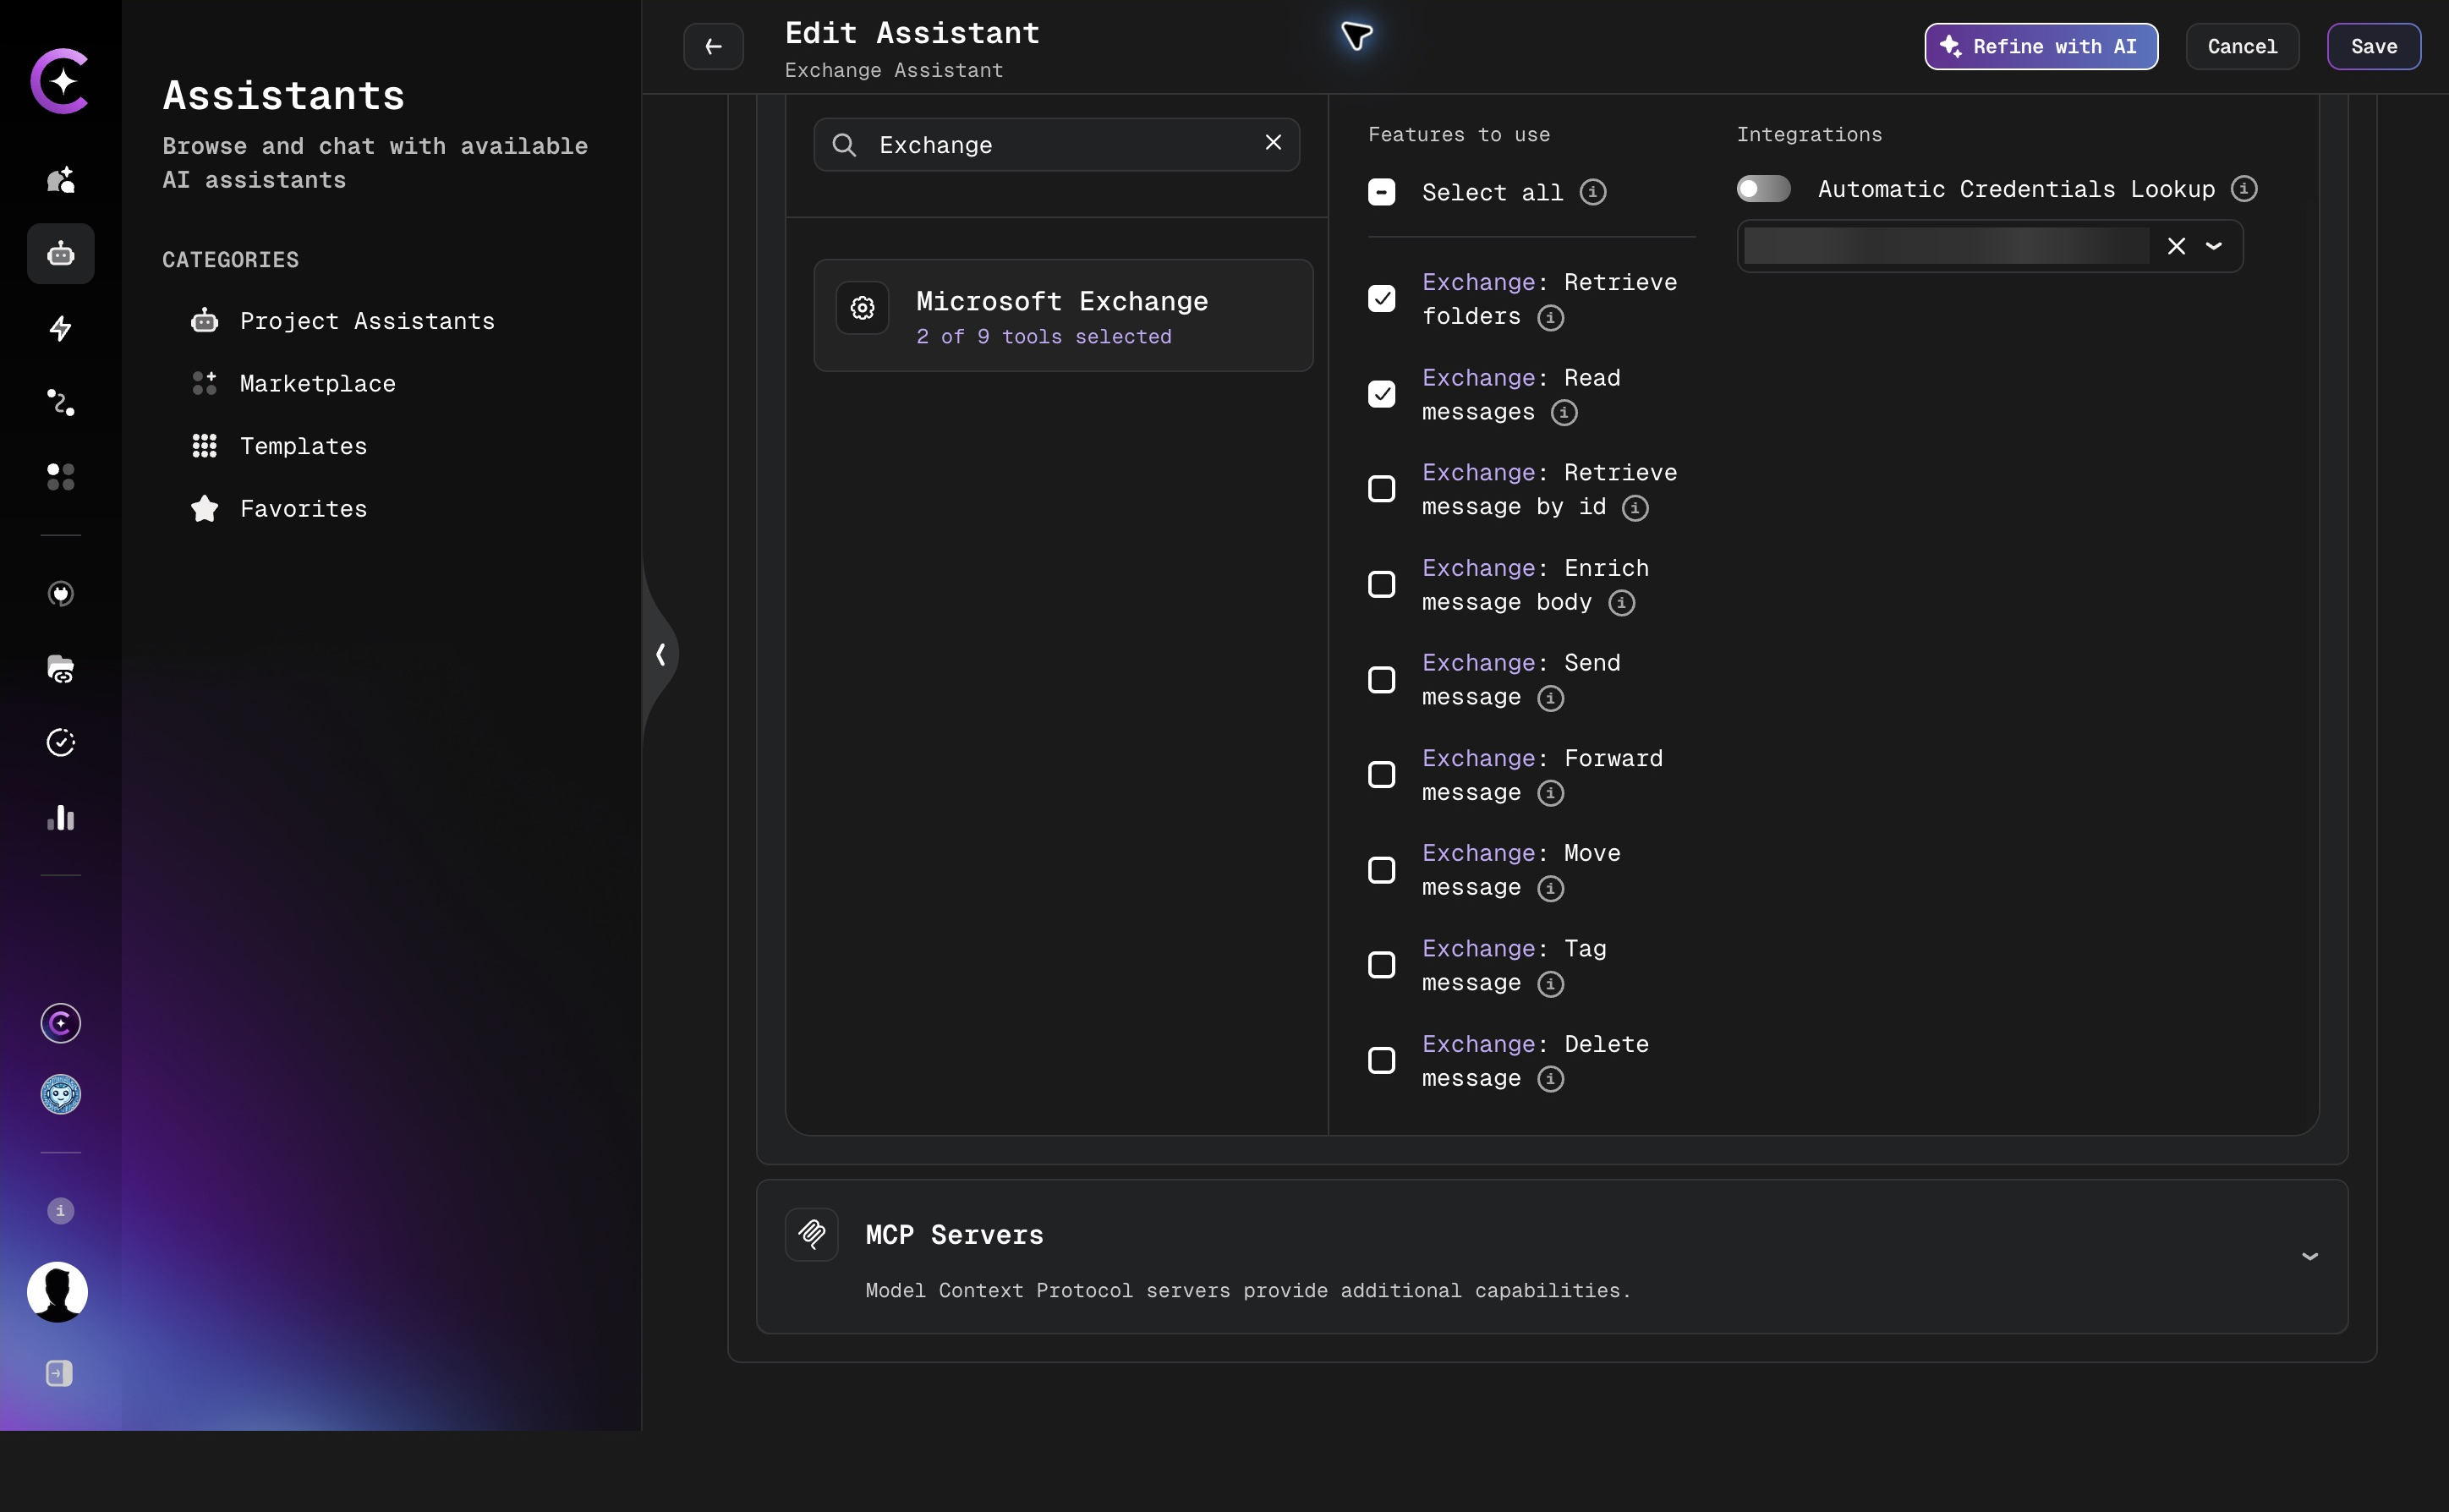 Assistants
Browse and chat with available
AI assistants
CATEGORIES
Project Assistants
Marketplace
Templates
Favorites
Edit Assistant
Exchange Assistant
Refine with AI
Cancel
Save
Exchange
Microsoft Exchange
2 of 9 tools selected
Features to use
Select all
Exchange: Retrieve
folders
Exchange: Read
messages
Exchange: Retrieve
message by id
Exchange: Enrich
message body
Exchange: Send
message
Exchange: Forward
message
Exchange: Move
message
Exchange: Tag
message
Exchange: Delete
message
Integrations
Automatic Credentials Lookup
MCP Servers
Model Context Protocol servers provide additional capabilities.